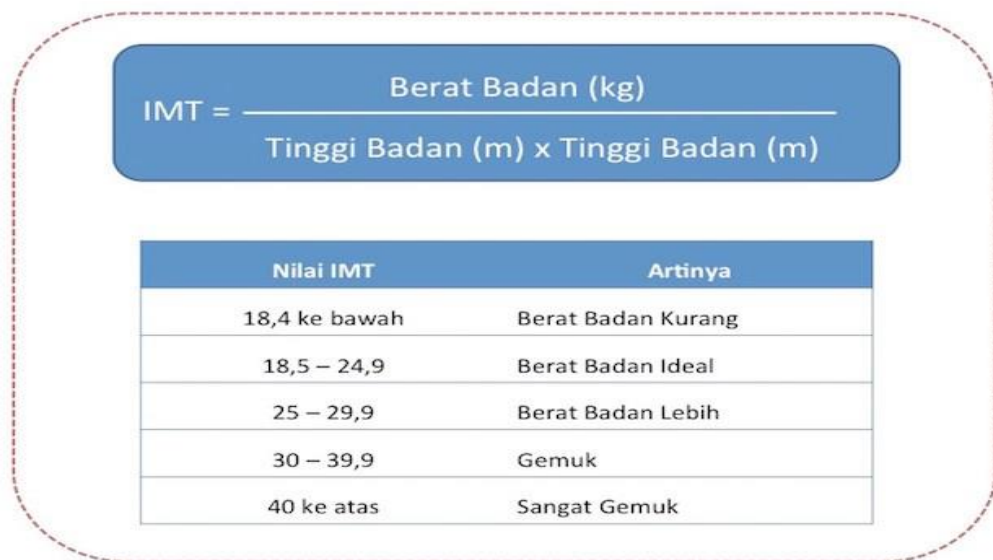 Berat Badan (kg)
IMT =
Tinggi Badan (m) x Tinggi Badan (m)
Nilai IMT Artinya
18,4 ke bawah Berat Badan Kurang
18,5 – 24,9 Berat Badan Ideal
25 – 29,9 Berat Badan Lebih
30 – 39,9 Gemuk
40 ke atas Sangat Gemuk